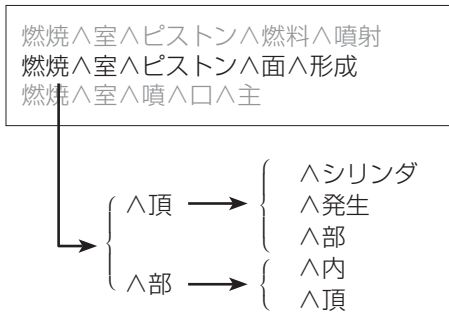 燃焼∧室∧ピストン∧燃料∧噴射
燃焼∧室∧ピストン∧面∧形成
燃焼∧室∧噴∧口∧主
∧頂
∧シリンダ
∧発生
∧部
∧部
∧内
∧頂